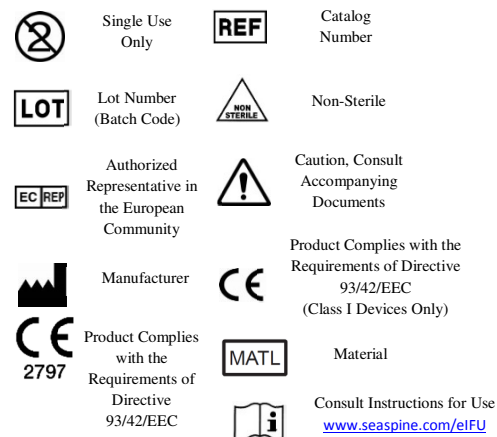 2
Single Use
Only
REF
Catalog
Number
LOT
Lot Number
(Batch Code)
NON
STERILE
Non-Sterile
EC REP
Authorized
Representative in
the European
Community
Caution, Consult
Accompanying
Documents
Manufacturer
CE
Product Complies with the
Requirements of Directive
93/42/EEC
(Class I Devices Only)
CE
2797
Product Complies
with the
Requirements of
Directive
93/42/EEC
MATL
Material
i
Consult Instructions for Use
www.seaspine.com/eIFU